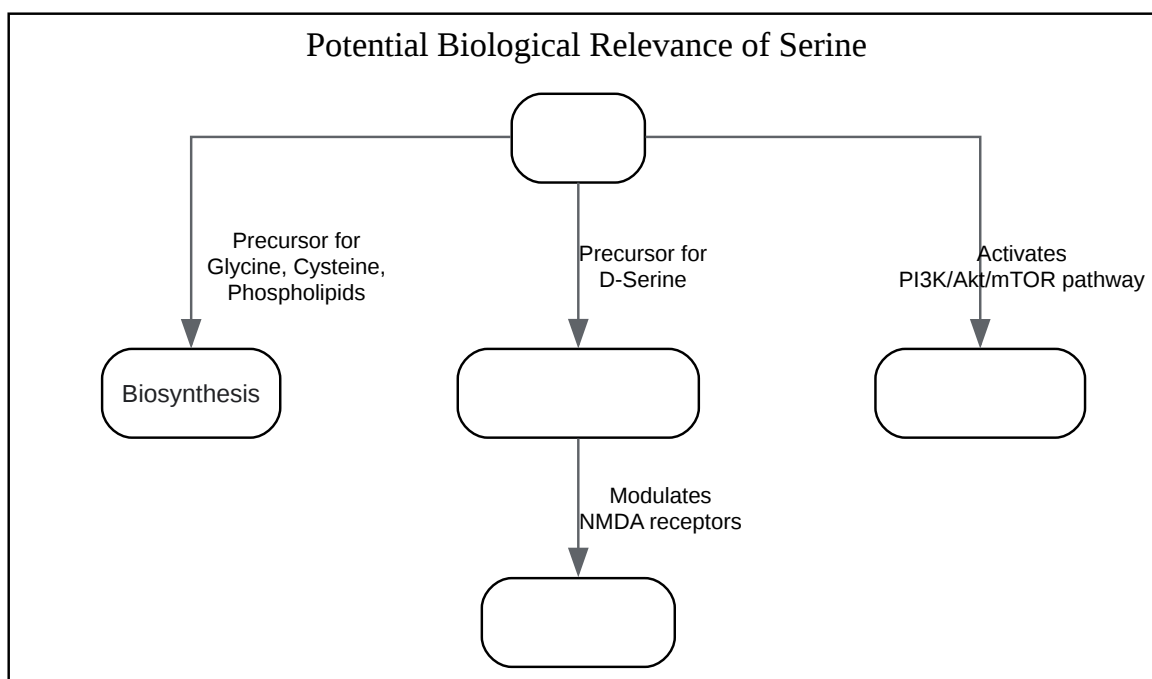 Potential Biological Relevance of Serine
Precursor for
Glycine, Cysteine,
Phospholipids
Precursor for
D-Serine
Activates
PI3K/Akt/mTOR pathway
Biosynthesis
Modulates
NMDA receptors